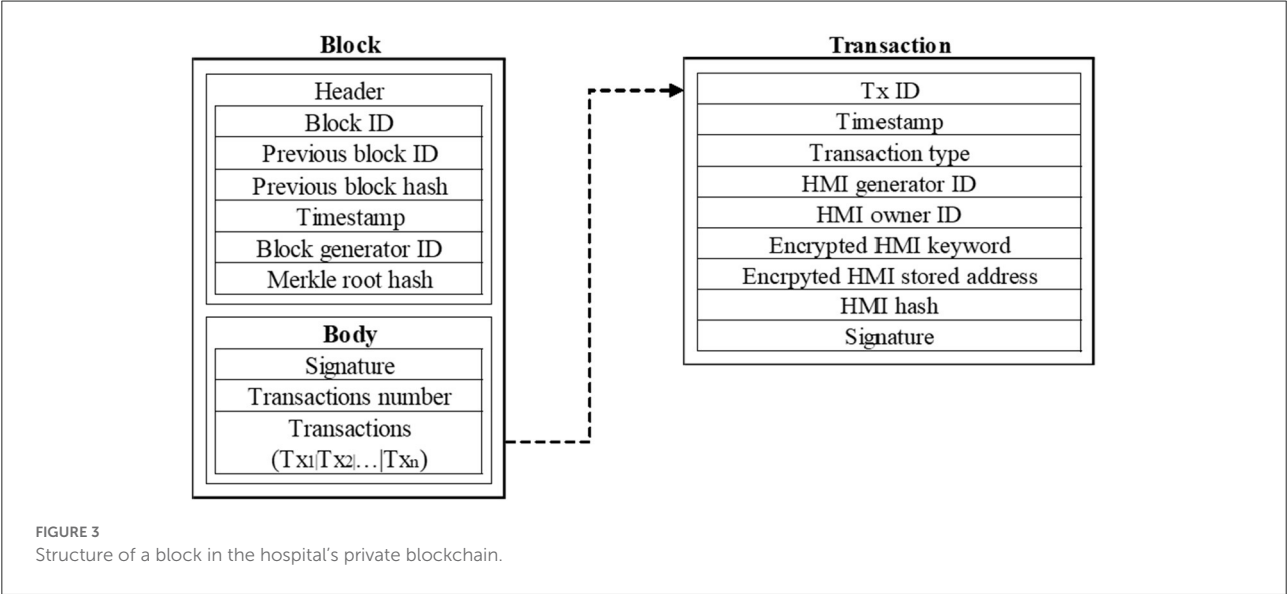 Block
Header
Block ID
Previous block ID
Previous block hash
Timestamp
Block generator ID
Merkle root hash
Body
Signature
Transactions number
Transactions
(Tx1|Tx2|…|Txn)
Transaction
Tx ID
Timestamp
Transaction type
HMI generator ID
HMI owner ID
Encrypted HMI keyword
Encrpyted HMI stored address
HMI hash
Signature
FIGURE 3
Structure of a block in the hospital's private blockchain.